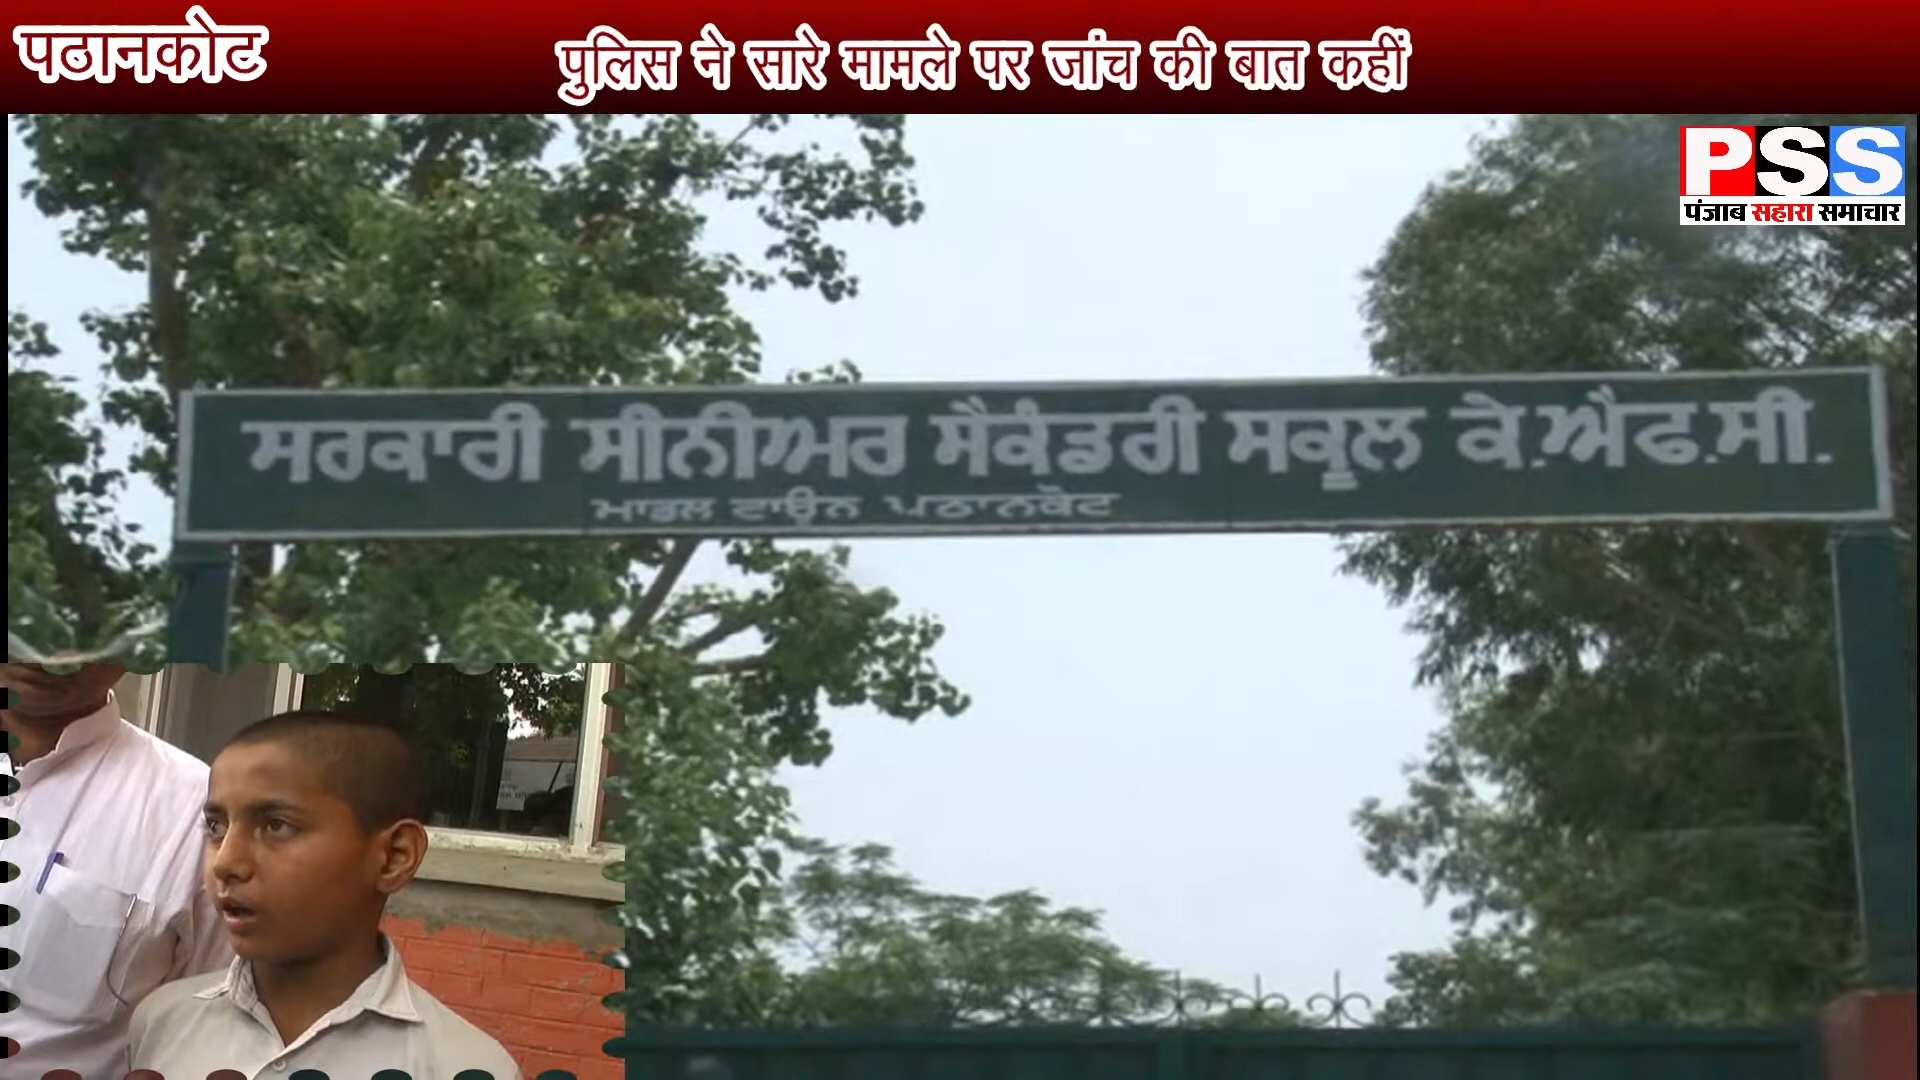 पठानकोट
पुलिस ने सारे मामले पर जांच की बात कहीं
PSS
पंजाब सहारा समाचार
ਸਰਕਾਰੀ ਸੀਨੀਅਰ ਸੈਕੰਡਰੀ ਸਕੂਲ ਕੇ.ਐਫ.ਸੀ.
ਮਾਡਲ ਟਾਊਨ ਪਠਾਨਕੋਟ